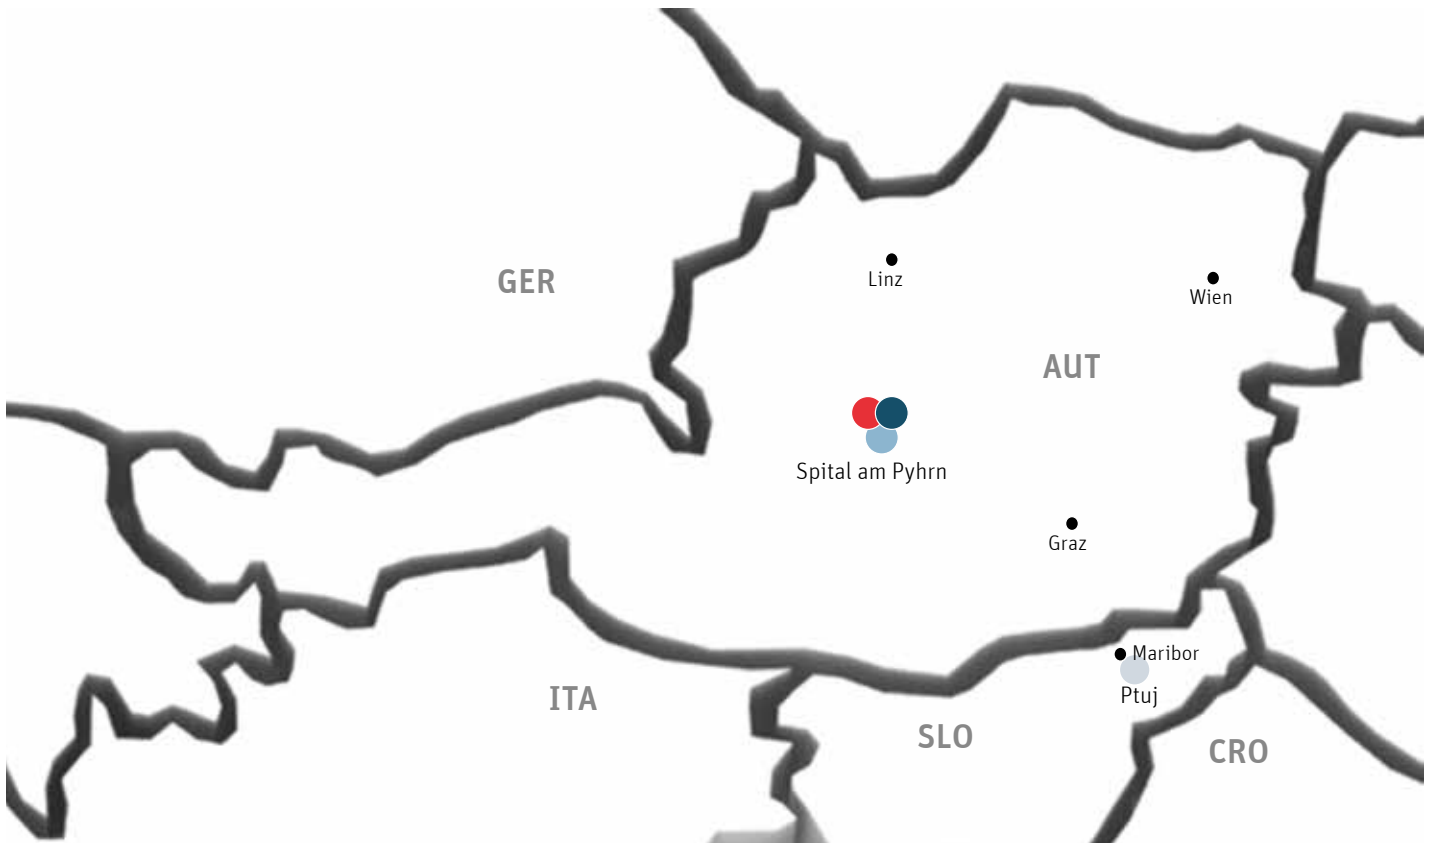 GER
Linz
Wien
AUT
Spital am Pyhrn
Graz
Maribor
Ptuj
ITA
SLO
CRO